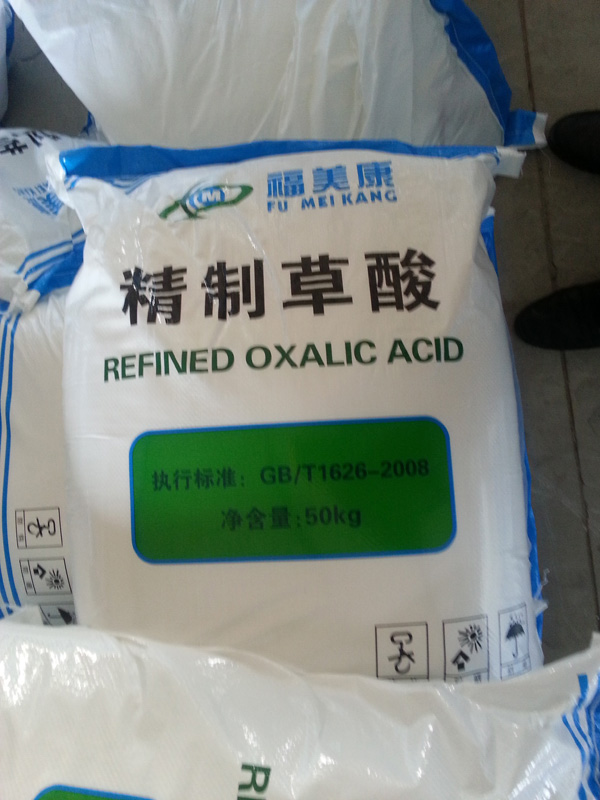 福美康
FU MEI KANG
精制草酸
REFINED OXALIC ACID
执行标准：GB/T1626-2008
净含量：50kg